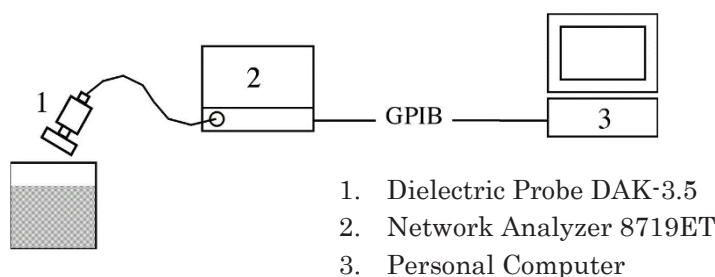 1
2
GPIB
3
1. Dielectric Probe DAK-3.5
2. Network Analyzer 8719ET
3. Personal Computer